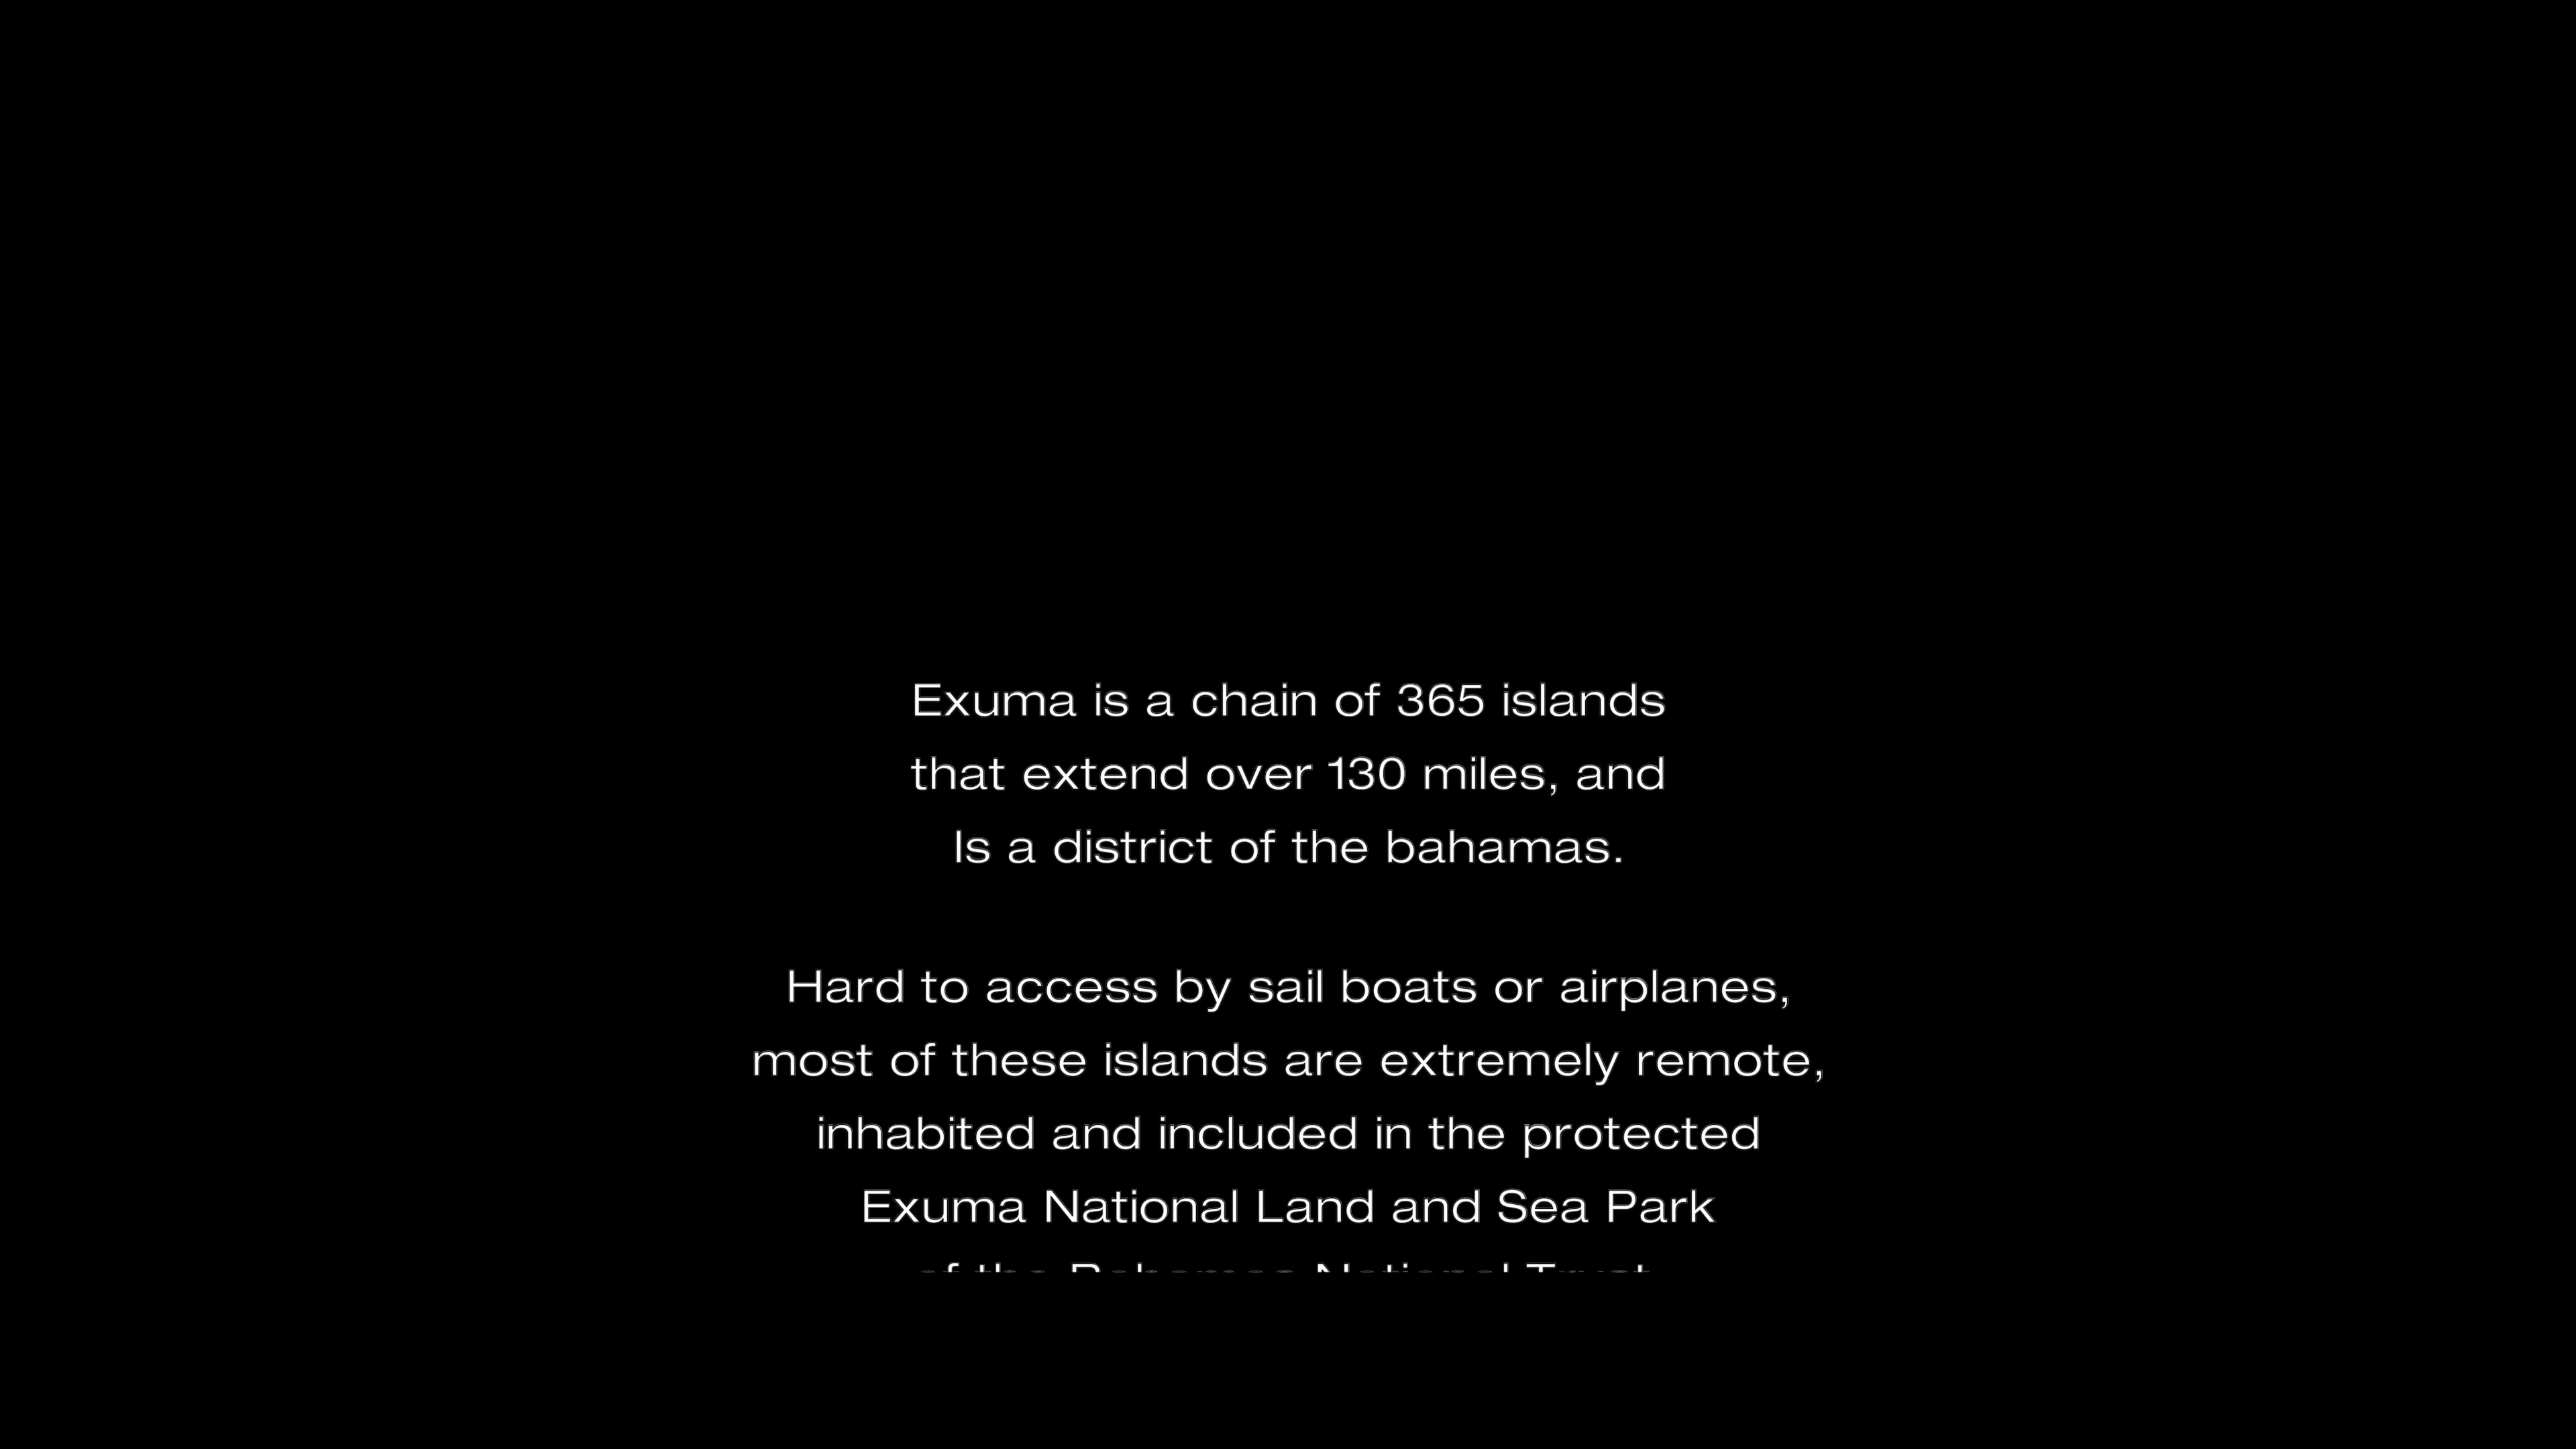 Exuma is a chain of 365 islands
that extend over 130 miles, and
Is a district of the bahamas.
Hard to access by sail boats or airplanes,
most of these islands are extremely remote,
inhabited and included in the protected
Exuma National Land and Sea Park
of the Bahamas National Trust